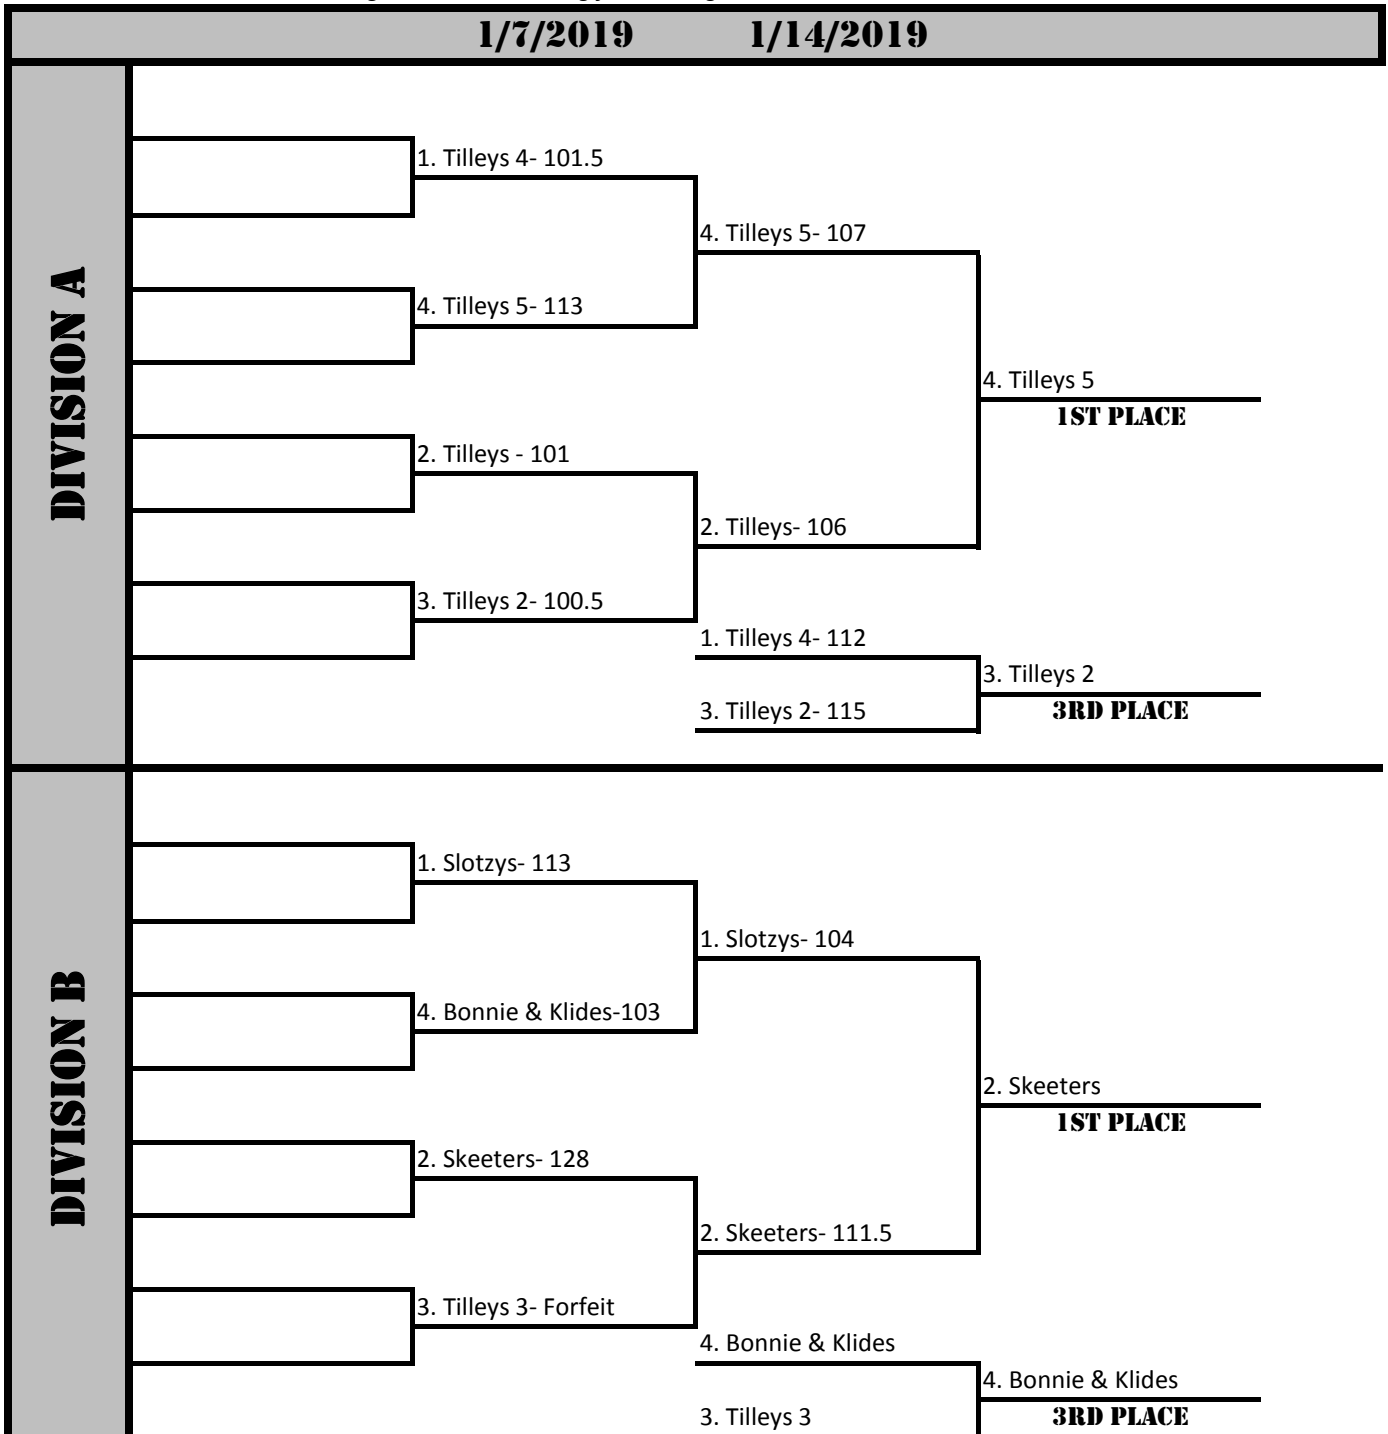 1/7/2019 1/14/2019
DIVISION A
1. Tilleys 4- 101.5
4. Tilleys 5- 107
4. Tilleys 5- 113
4. Tilleys 5
1ST PLACE
2. Tilleys - 101
2. Tilleys- 106
3. Tilleys 2- 100.5
1. Tilleys 4- 112
3. Tilleys 2
3RD PLACE
3. Tilleys 2- 115
DIVISION B
1. Slotzys- 113
1. Slotzys- 104
4. Bonnie & Klides-103
2. Skeeters
1ST PLACE
2. Skeeters- 128
2. Skeeters- 111.5
3. Tilleys 3- Forfeit
4. Bonnie & Klides
4. Bonnie & Klides
3RD PLACE
3. Tilleys 3